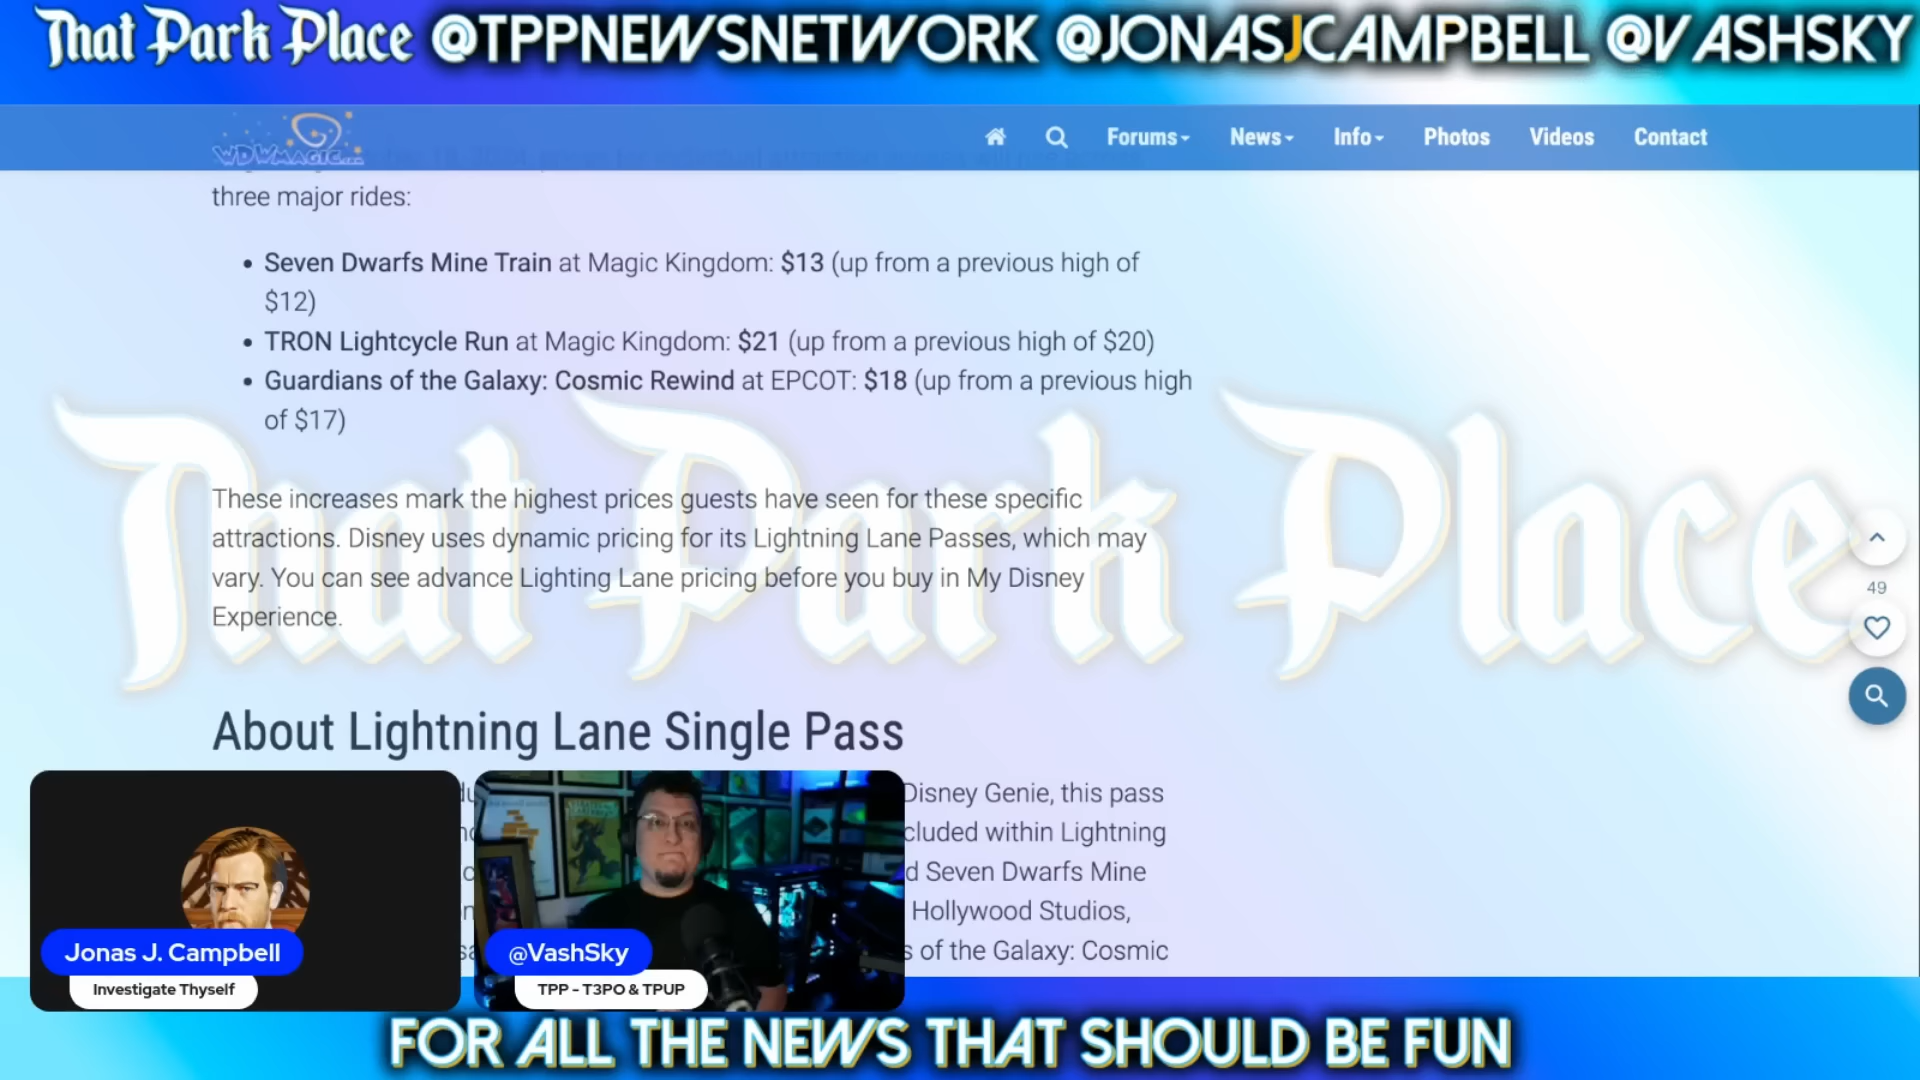 That Park Place @TPPNEWSNETWORK @JONASJCAMPBELL @VASHSKY
WDWMAGIC.com
Forums News Info Photos Videos Contact
three major rides:
• Seven Dwarfs Mine Train at Magic Kingdom: $13 (up from a previous high of
$12)
• TRON Lightcycle Run at Magic Kingdom: $21 (up from a previous high of $20)
• Guardians of the Galaxy: Cosmic Rewind at EPCOT: $18 (up from a previous high
of $17)
That Park Place
These increases mark the highest prices guests have seen for these specific
attractions. Disney uses dynamic pricing for its Lightning Lane Passes, which may
vary. You can see advance Lighting Lane pricing before you buy in My Disney
Experience.
49
About Lightning Lane Single Pass
Disney Genie, this pass
cluded within Lightning
d Seven Dwarfs Mine
Hollywood Studios,
s of the Galaxy: Cosmic
Jonas J. Campbell
Investigate Thyself
@VashSky
TPP - T3PO & TPUP
FOR ALL THE NEWS THAT SHOULD BE FUN